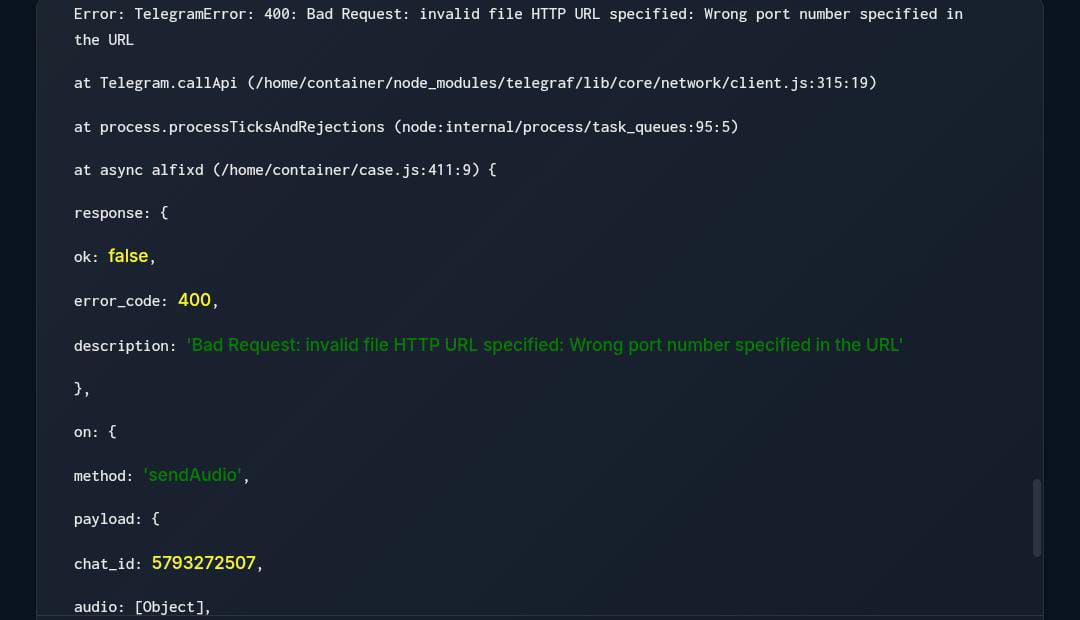 Error: TelegramError: 400: Bad Request: invalid file HTTP URL specified: Wrong port number specified in
the URL
at Telegram.callApi (/home/container/node_modules/telegraf/lib/core/network/client.js:315:19)
at process.processTicksAndRejections (node:internal/process/task_queues:95:5)
at async alfixd (/home/container/case.js:411:9) {
response: {
ok: false,
error_code: 400,
description: 'Bad Request: invalid file HTTP URL specified: Wrong port number specified in the URL'
},
on: {
method: 'sendAudio',
payload: {
chat_id: 5793272507,
audio: [Object],